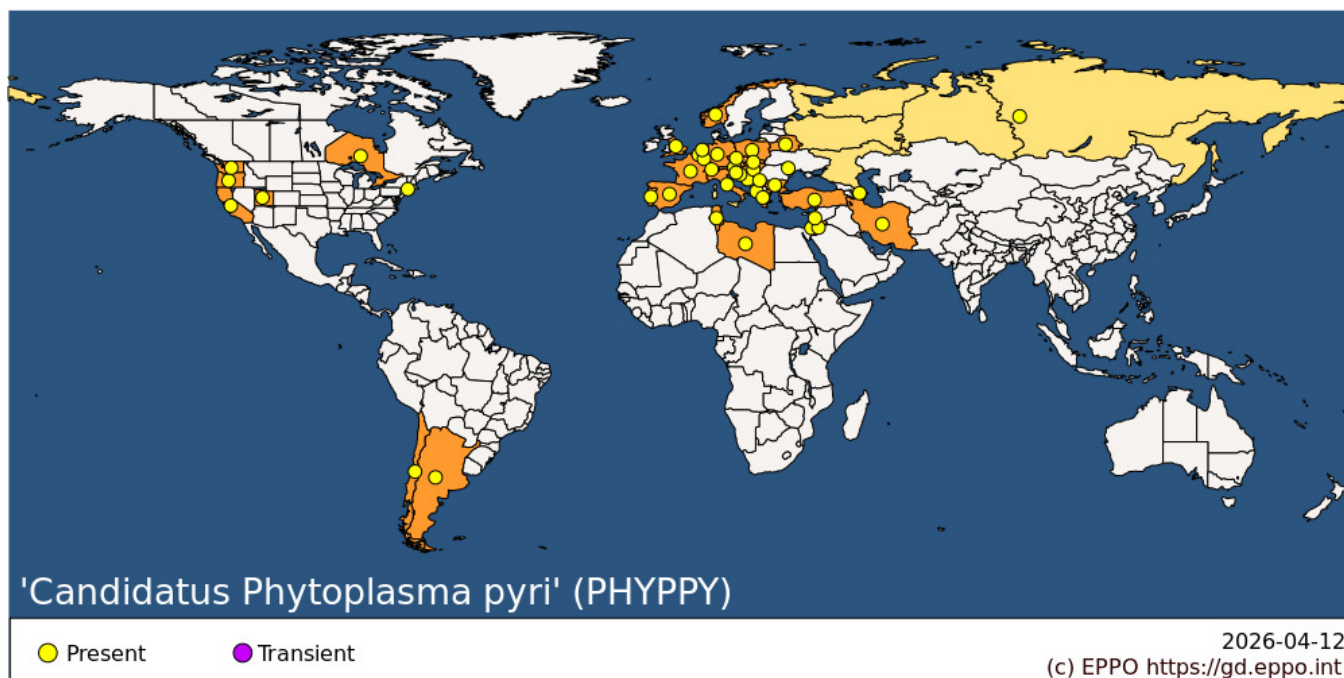 'Candidatus Phytoplasma pyri' (PHYPPY)
Present
Transient
2026-04-12
(c) EPPO https://gd.eppo.int